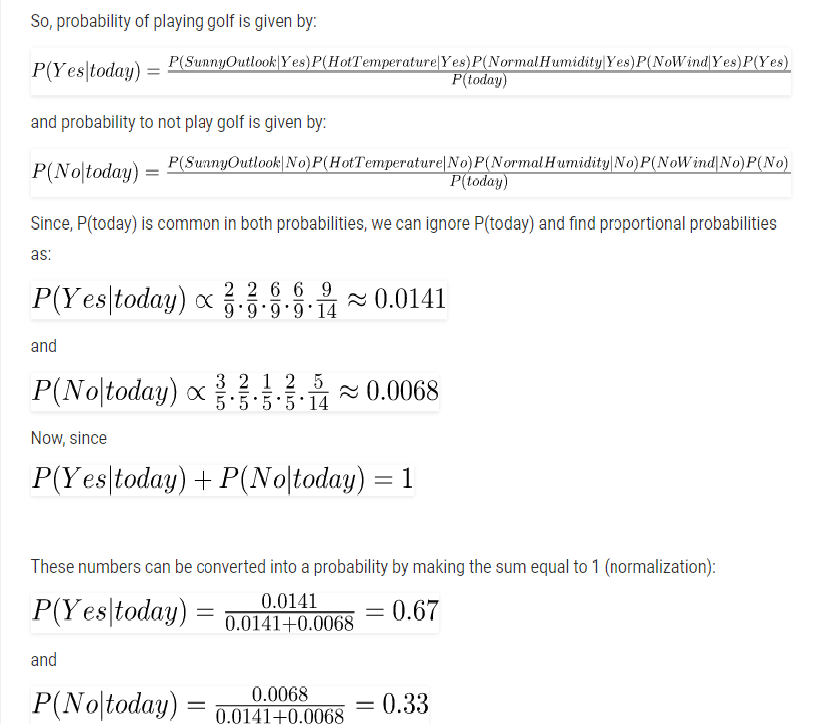 So, probability of playing golf is given by:
P(Yes|today) = \frac{P(SunnyOutlook|Yes)P(HotTemperature|Yes)P(NormalHumidity|Yes)P(NoWind|Yes)P(Yes)}{P(today)}
and probability to not play golf is given by:
P(No|today) = \frac{P(SunnyOutlook|No)P(HotTemperature|No)P(NormalHumidity|No)P(NoWind|No)P(No)}{P(today)}
Since, P(today) is common in both probabilities, we can ignore P(today) and find proportional probabilities
as:
P(Yes|today) ∝ \frac{2}{9}.\frac{2}{9}.\frac{6}{9}.\frac{6}{9}.\frac{9}{14} ≈ 0.0141
and
P(No|today) ∝ \frac{3}{5}.\frac{2}{5}.\frac{1}{5}.\frac{2}{5}.\frac{5}{14} ≈ 0.0068
Now, since
P(Yes|today) + P(No|today) = 1
These numbers can be converted into a probability by making the sum equal to 1 (normalization):
P(Yes|today) = \frac{0.0141}{0.0141+0.0068} = 0.67
and
P(No|today) = \frac{0.0068}{0.0141+0.0068} = 0.33